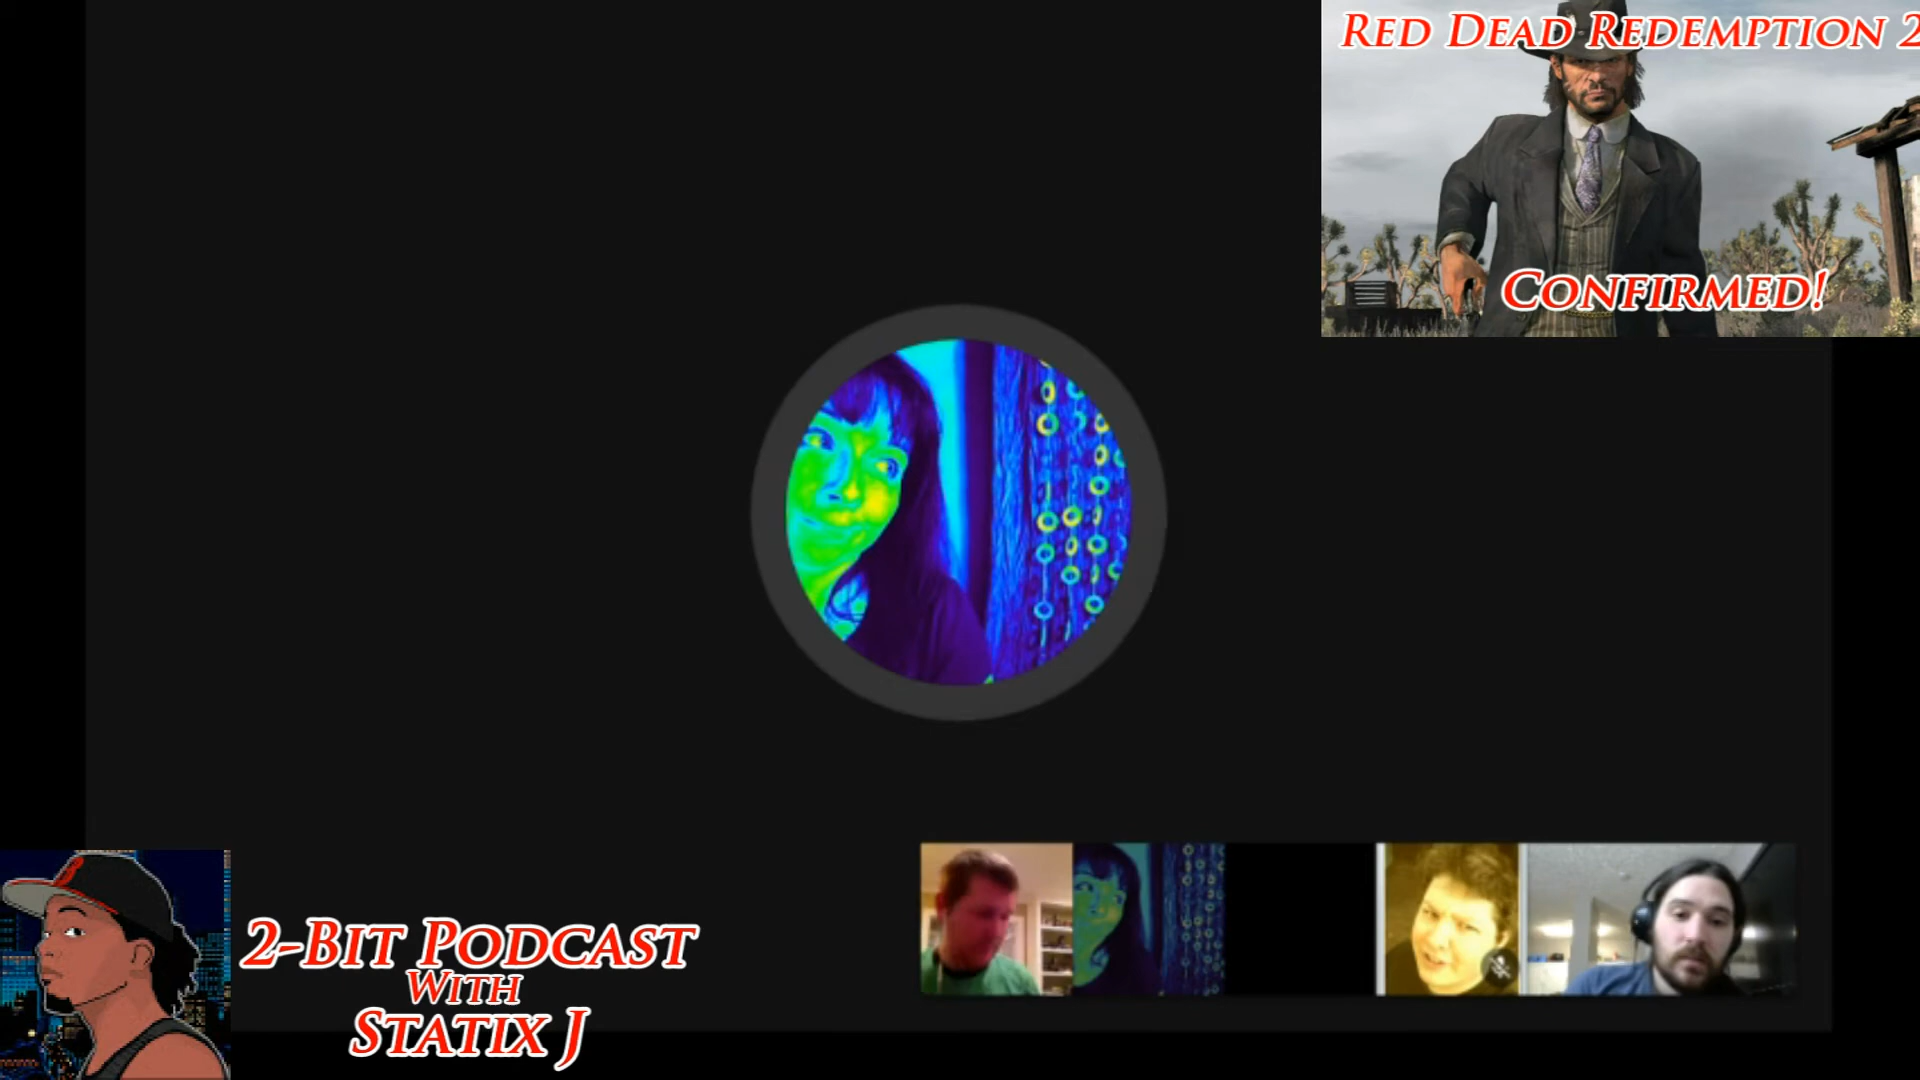 Red Dead Redemption 2
Confirmed!
2-Bit Podcast
With
Statix J